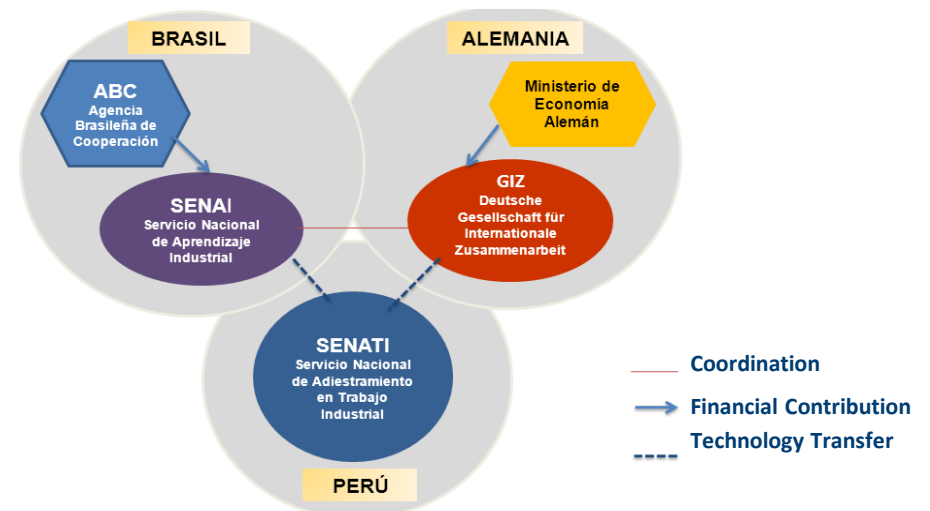 BRASIL
ALEMANIA
ABC
Agencia
Brasileña de
Cooperación
Ministerio de
Economía
Alemán
SENAI
Servicio Nacional
de Aprendizaje
Industrial
GIZ
Deutsche
Gesellschaft für
Internationale
Zusammenarbeit
SENATI
Servicio Nacional
de Adiestramiento
en Trabajo
Industrial
PERÚ
Coordination
Financial Contribution
Technology Transfer